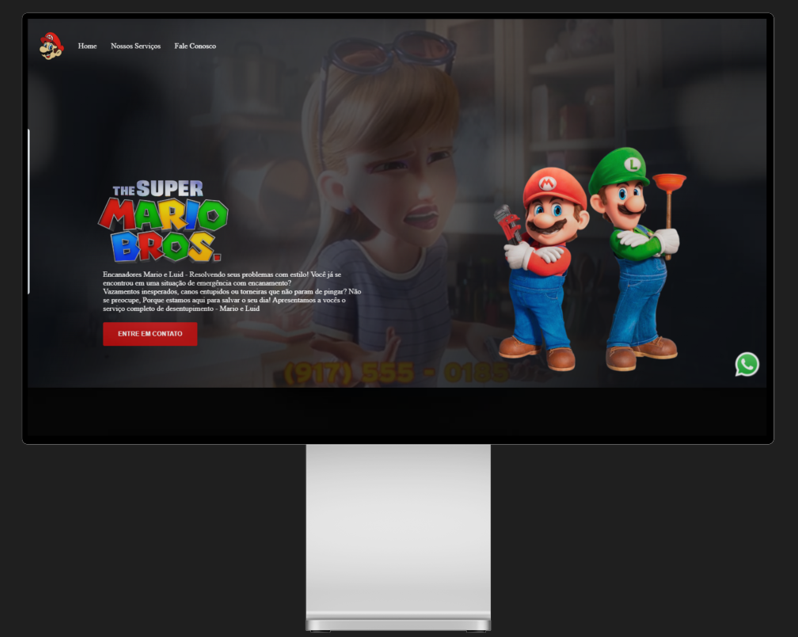 Home Nossos Serviços Fale Conosco
THE SUPER
MARIO
BROS.
M
L
Encanadores Mario e Luid - Resolvendo seus problemas com estilo! Você já se
encontrou em uma situação de emergência com encanamento?
Vazamentos inesperados, canos entupidos ou torneiras que não param de pingar? Não
se preocupe, Porque estamos aqui para salvar o seu dia! Apresentamos a vocês o
serviço completo de desentupimento - Mario e Luid
ENTRE EM CONTATO
(917) 555 - 0185